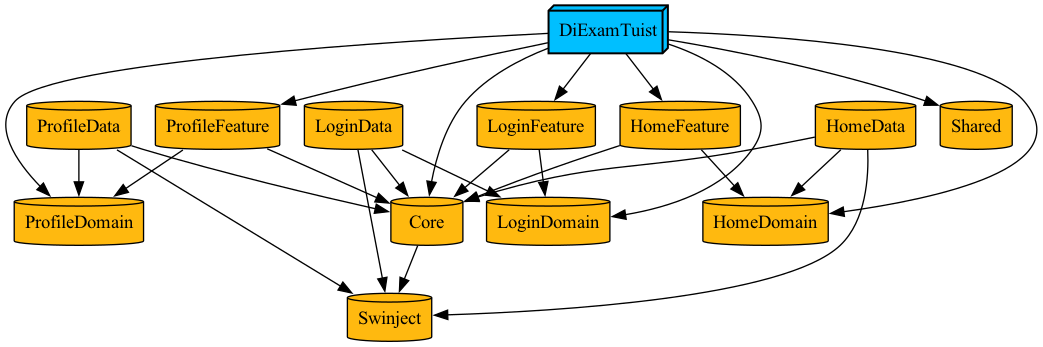 DiExamTuist
ProfileData
ProfileFeature
LoginData
LoginFeature
HomeFeature
HomeData
Shared
ProfileDomain
Core
LoginDomain
HomeDomain
Swinject